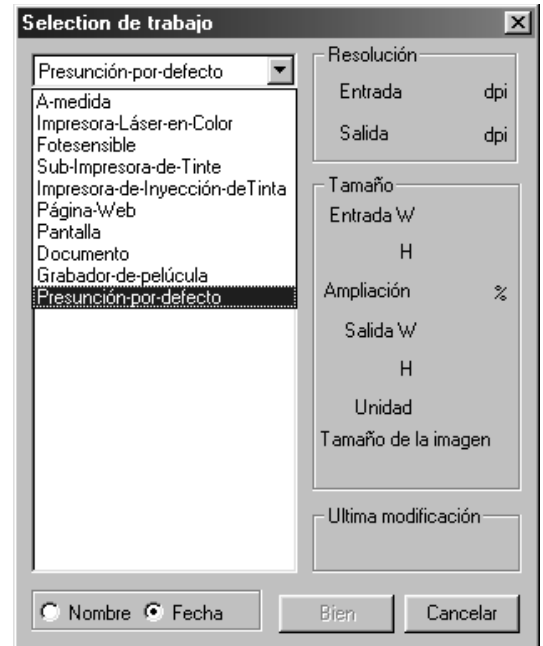 Selection de trabajo
Presunción-por-defecto
A-medida
Impresora-Láser-en-Color
Fotesensible
Sub-Impresora-de-Tinte
Impresora-de-Inyección-deTinta
Página-Web
Pantalla
Documento
Grabador-de-pelúcula
Presunción-por-defecto
Resolución
Entrada dpi
Salida dpi
Tamaño
Entrada W
H
Ampliación %
Salida W
H
Unidad
Tamaño de la imagen
Ultima modificación
Nombre Fecha
Bien Cancelar